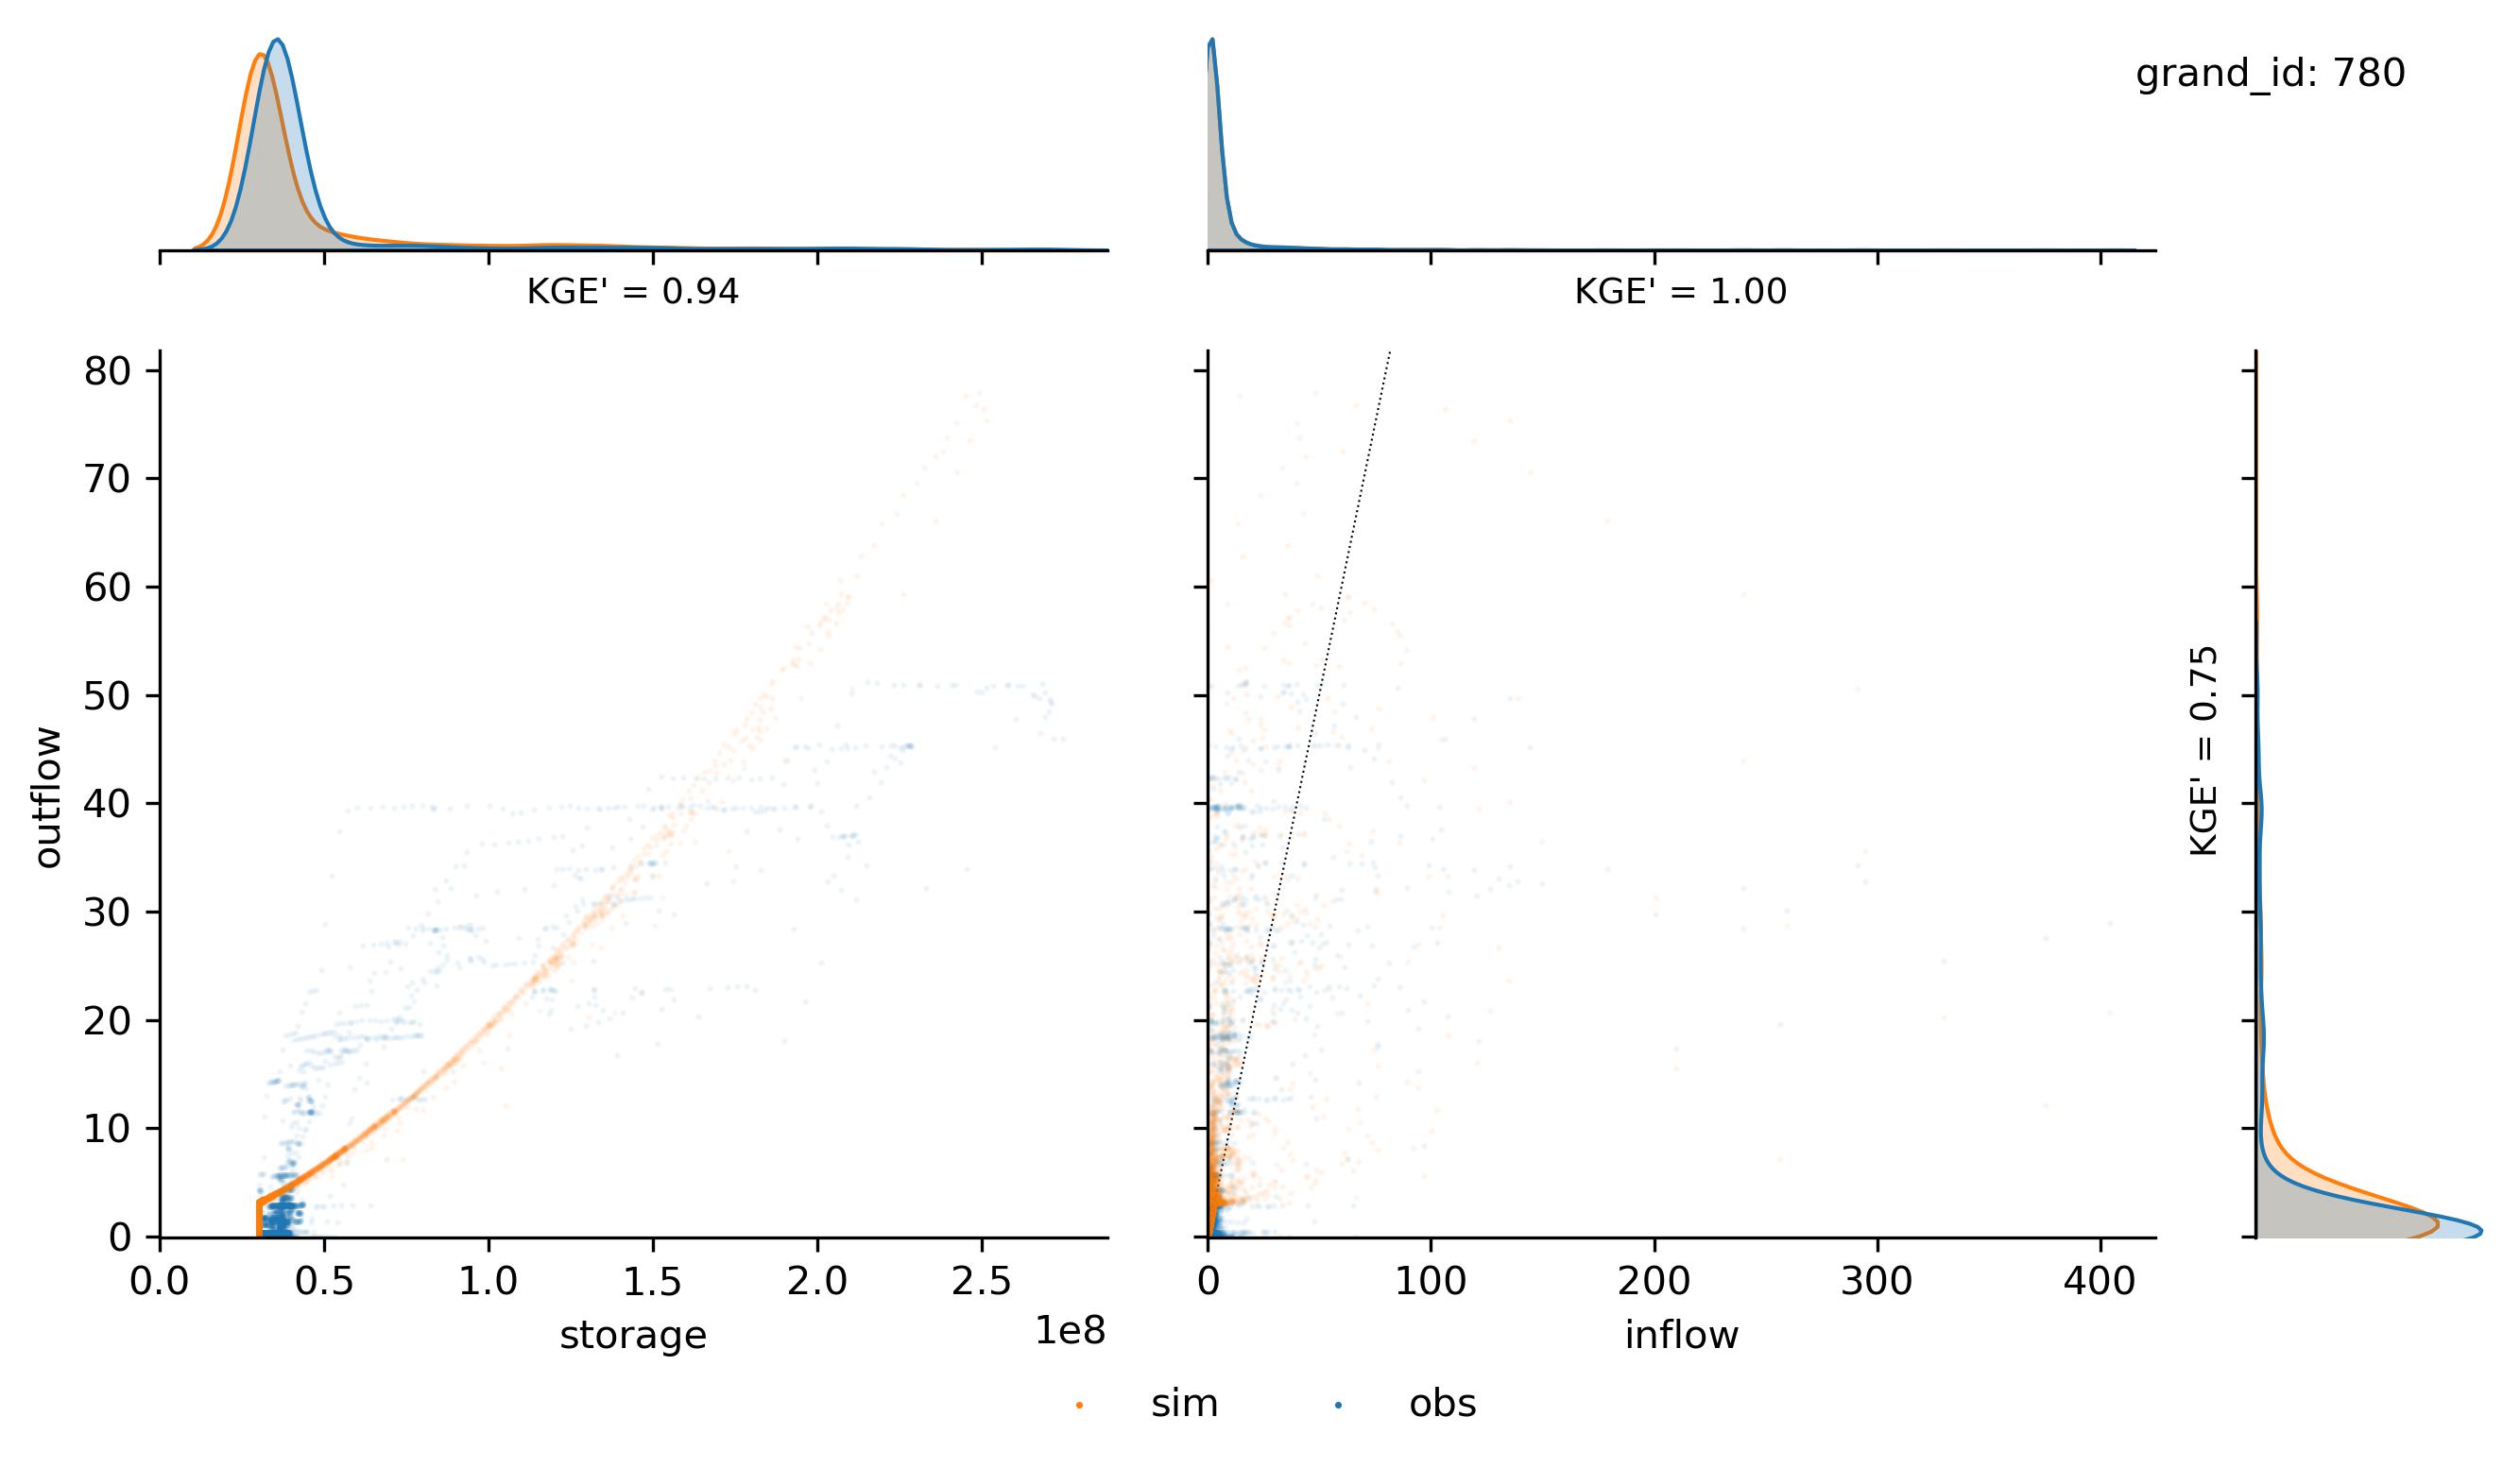 grand_id: 780
KGE' = 0.94
KGE' = 1.00
80
70
60
50
40
30
20
10
0
outflow
KGE' = 0.75
0.0 0.5 1.0 1.5 2.0 2.5
storage
1e8
0 100 200 300 400
inflow
sim obs